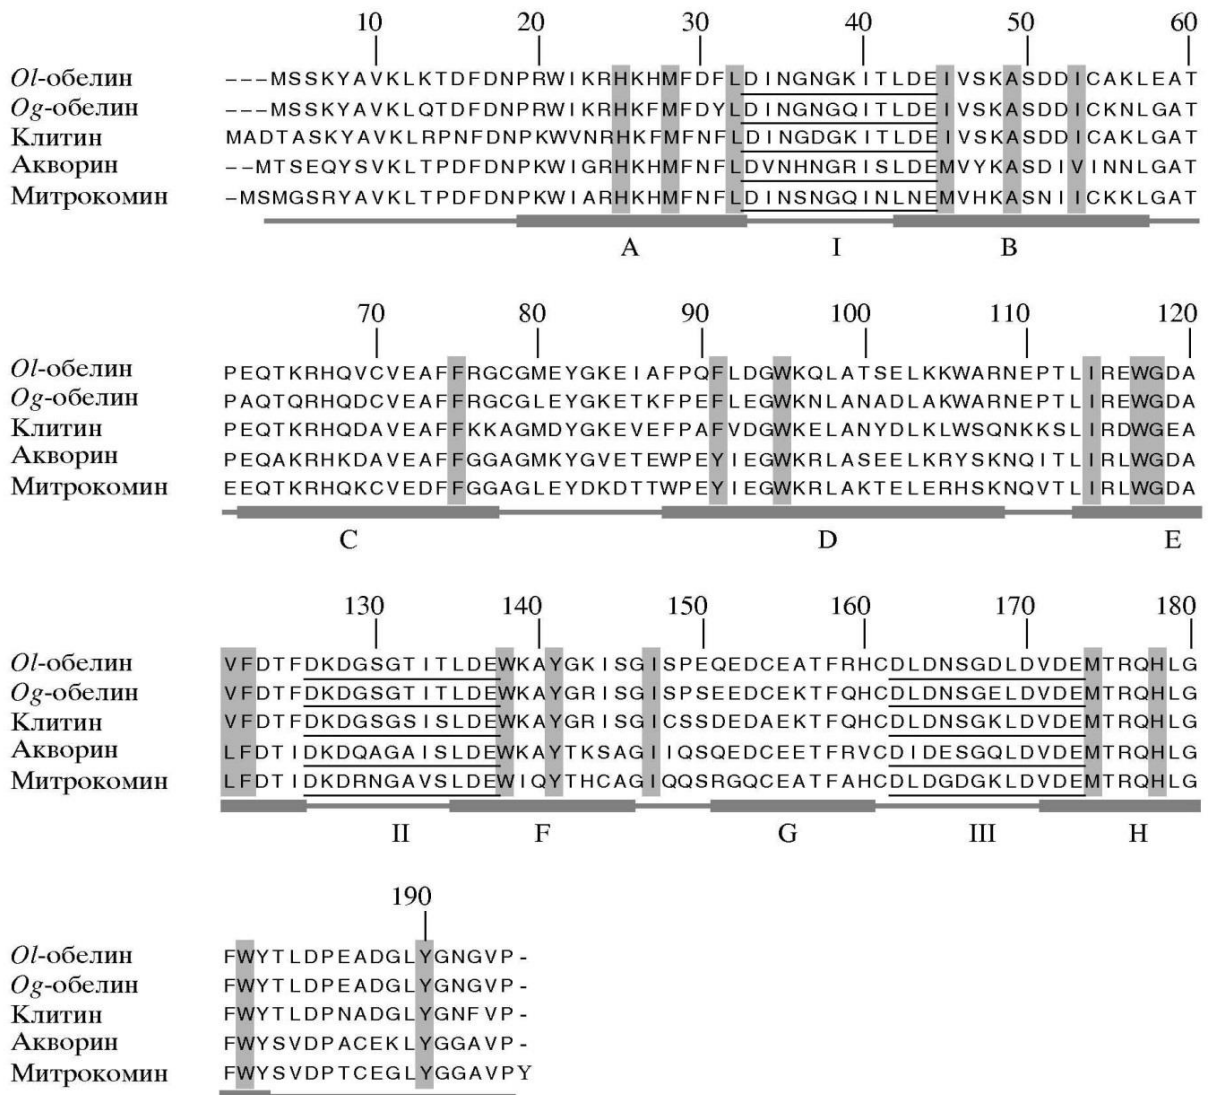 10 20 30 40 50 60
Ol-обелин ---MSSKYAVKLKTDFDNPRWIKRHKHMFDFLDINGNGKITLDEIVSKASDDICAKLEAT
Og-обелин ---MSSKYAVKLQTDFDNPRWIKRHKFMFDYLDINGNGQITLDEIVSKASDDICKNLGAT
Клитин MADTASKYAVKLRPNFDNPKWVNRHKFMFNFLDINGDGKITLDEIVSKASDDICAKLGAT
Акворин --MTSEQYSVKLTPDFDNPKWIGRHKHMFNFLDVNHNGRISLDEMVYKASDIVINNLGAT
Митрокомин –MSMGSRYAVKLTPDFDNPKWIARHKHMFNFLDINSNGQINLNEMVHKASNIICKKLGAT
A I B
70 80 90 100 110 120
Ol-обелин PEQTKRHQVCVEAFFRGCGMEYGKEIAFPQFLDGWKQLATSELKKWARNEPTLIREWGDA
Og-обелин PAQTQRHQDCVEAFFRGCGLEYGKETKFPEFLEGWKNLANADLAKWARNEPTLIREWGDA
Клитин PEQTKRHQDAVEAFFKKAGMDYGKEVEFPAFVDGWKELANYDLKLWSQNKKSLIRDWGEA
Акворин PEQAKRHKDAVEAFFGGAGMKYGVETEWPEYIEGWKRLASEELKRYSKNQITLIRLWGDA
Митрокомин EEQTKRHQKCVEDFFGGAGLEYDKDTTWPEYIEGWKRLAKTELERHSKNQVTLIRLWGDA
C D E
130 140 150 160 170 180
Ol-обелин VFDTFDKDGSGTITLDEWKAYGKISGISPEQEDCEATFRHCDLDNSGDLDVDEMTRQHLG
Og-обелин VFDTFDKDGSGTITLDEWKAYGRISGISPSEEDCEKTFQHCDLDNSGELDVDEMTRQHLG
Клитин VFDTFDKDGSGSISLDEWKAYGRISGICSSDEDAEKTFQHCDLDNSGKLDVDEMTRQHLG
Акворин LFDTIDKDQAGAISLDEWKAYTKSAGIIQSQEDCEETFRVCDIDESGQLDVDEMTRQHLG
Митрокомин LFDTIDKDRNGAVSLDEWIQYTHCAGIQQSRGQCEATFAHCDLDGDGKLDVDEMTRQHLG
II F G III H
190
Ol-обелин FWYTLDPEADGLYGNGVP-
Og-обелин FWYTLDPEADGLYGNGVP-
Клитин FWYTLDPNADGLYGNFVP-
Акворин FWYSVDPACEKLYGGAVP-
Митрокомин FWYSVDPTCEGLYGGAVPY